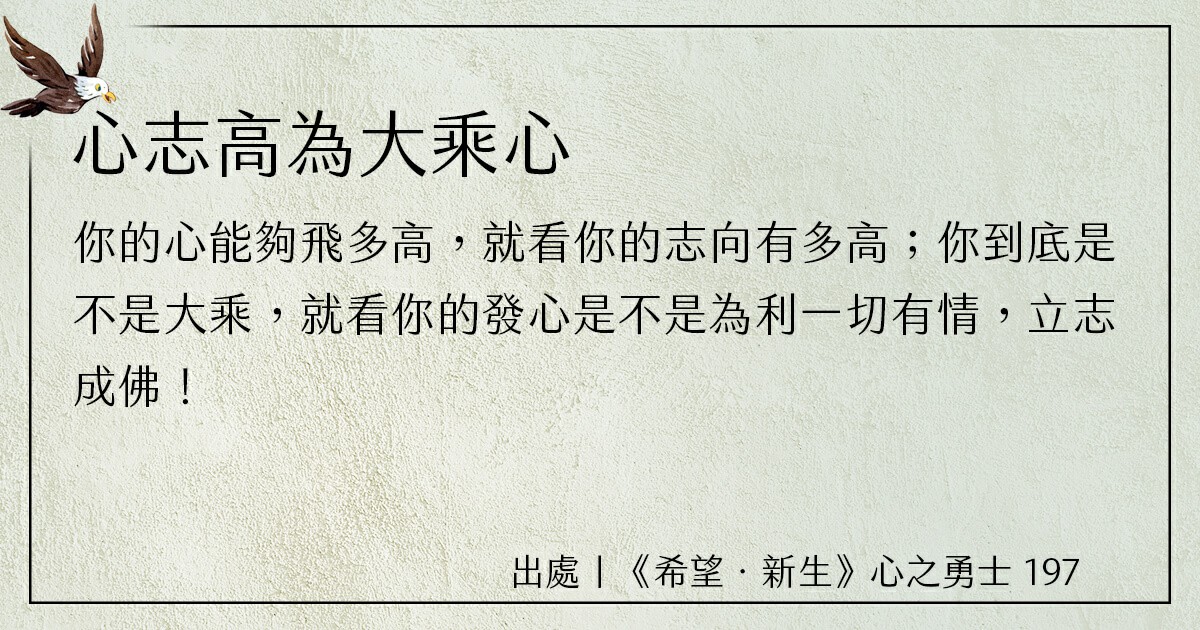 心志高為大乘心
你的心能夠飛多高，就看你的志向有多高；你到底是
不是大乘，就看你的發心是不是為利一切有情，立志
成佛！
出處｜《希望．新生》心之勇士 197